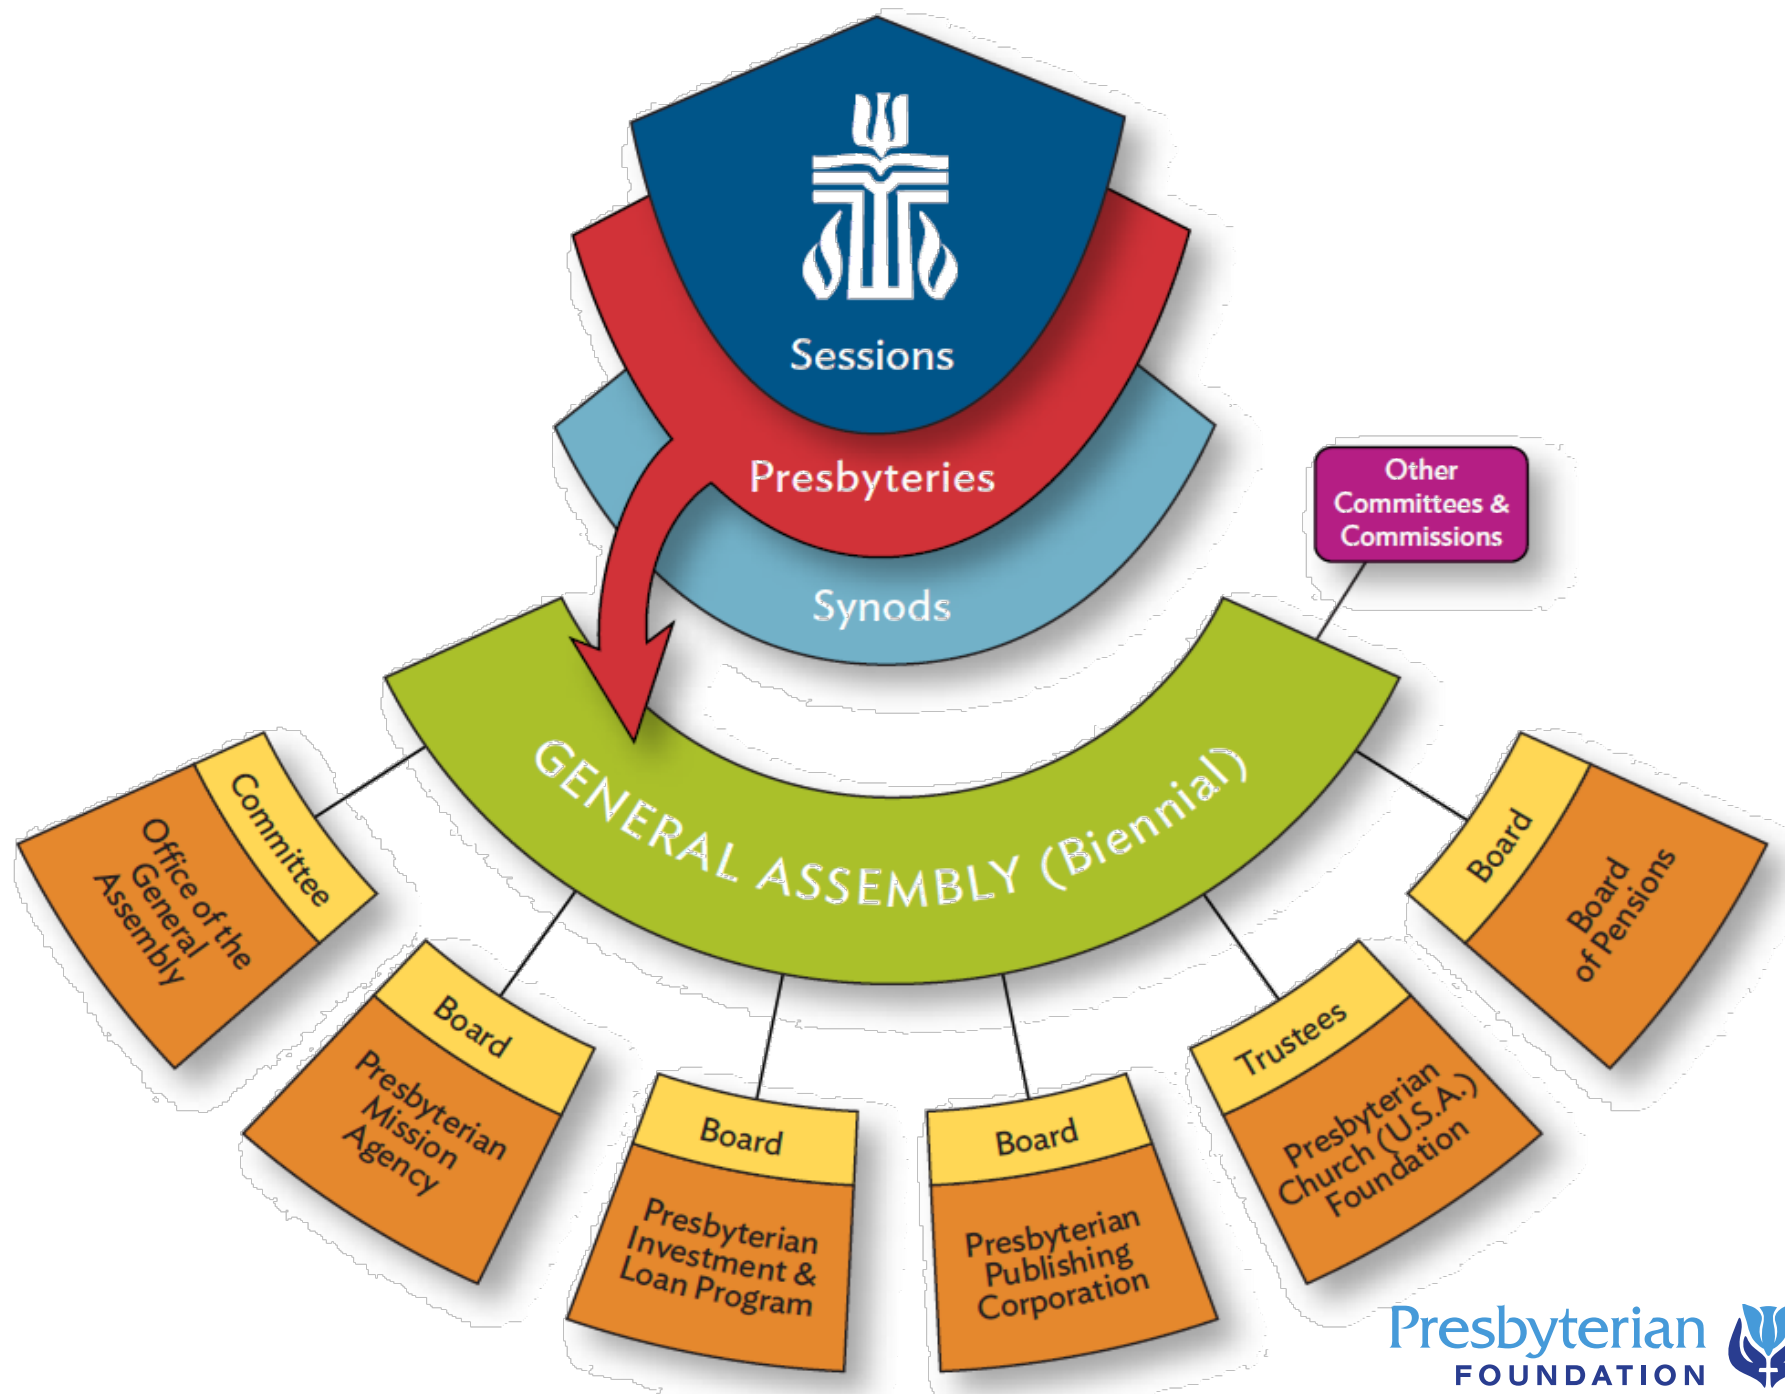 Sessions
Presbyteries
Synods
Other
Committees &
Commissions
GENERAL ASSEMBLY (Biennial)
Committee
Office of the
General
Assembly
Board
Presbyterian
Mission
Agency
Board
Presbyterian
Investment &
Loan Program
Board
Presbyterian
Publishing
Corporation
Trustees
Presbyterian
Church (U.S.A.)
Foundation
Board
Board
of Pensions
Presbyterian
FOUNDATION